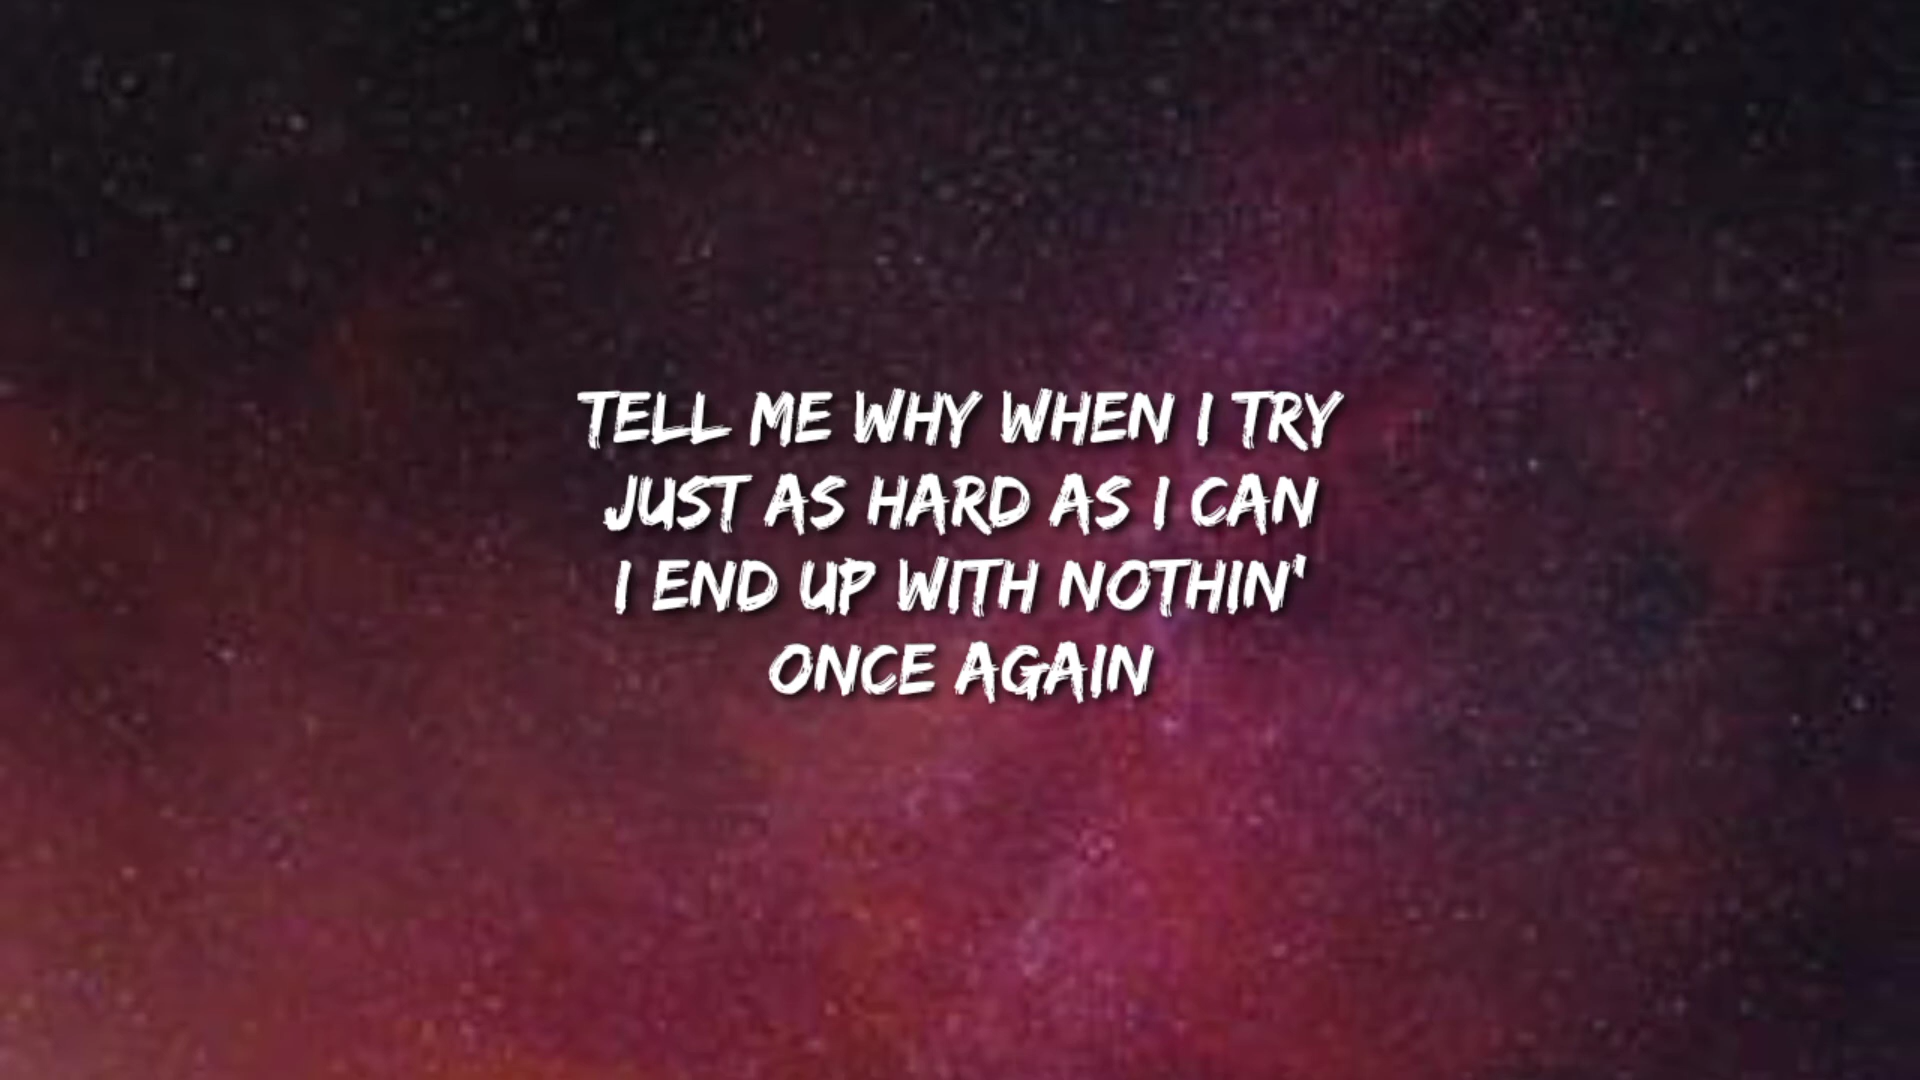 TELL ME WHY WHEN I TRY
JUST AS HARD AS I CAN
I END UP WITH NOTHIN'
ONCE AGAIN